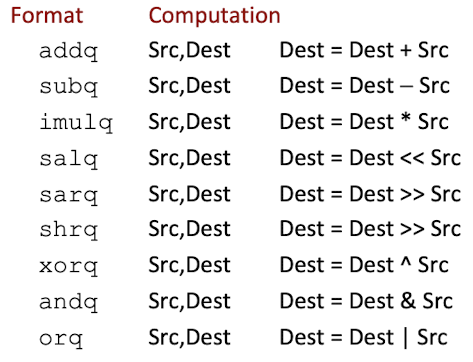 Format Computation
addq Src,Dest Dest = Dest + Src
subq Src,Dest Dest = Dest − Src
imulq Src,Dest Dest = Dest * Src
salq Src,Dest Dest = Dest << Src
sarq Src,Dest Dest = Dest >> Src
shrq Src,Dest Dest = Dest >> Src
xorq Src,Dest Dest = Dest ^ Src
andq Src,Dest Dest = Dest & Src
orq Src,Dest Dest = Dest | Src